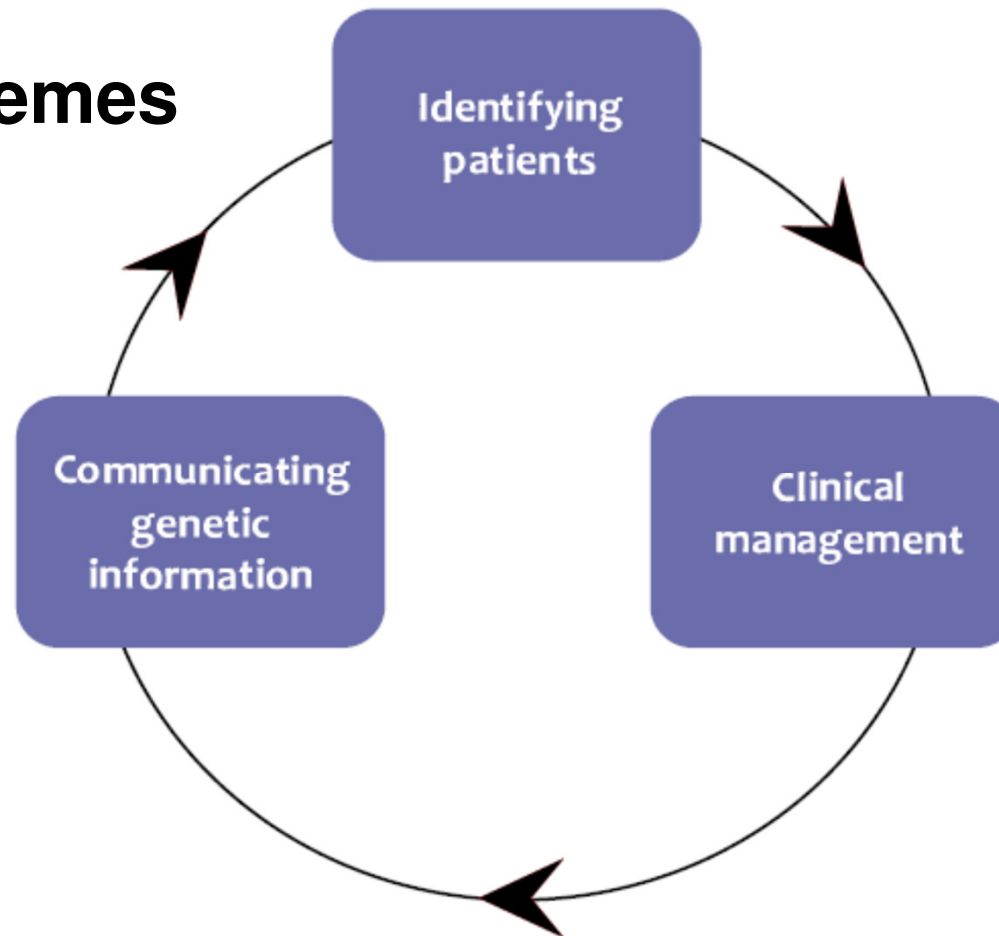 emes
Identifying
patients
Communicating
genetic
information
Clinical
management